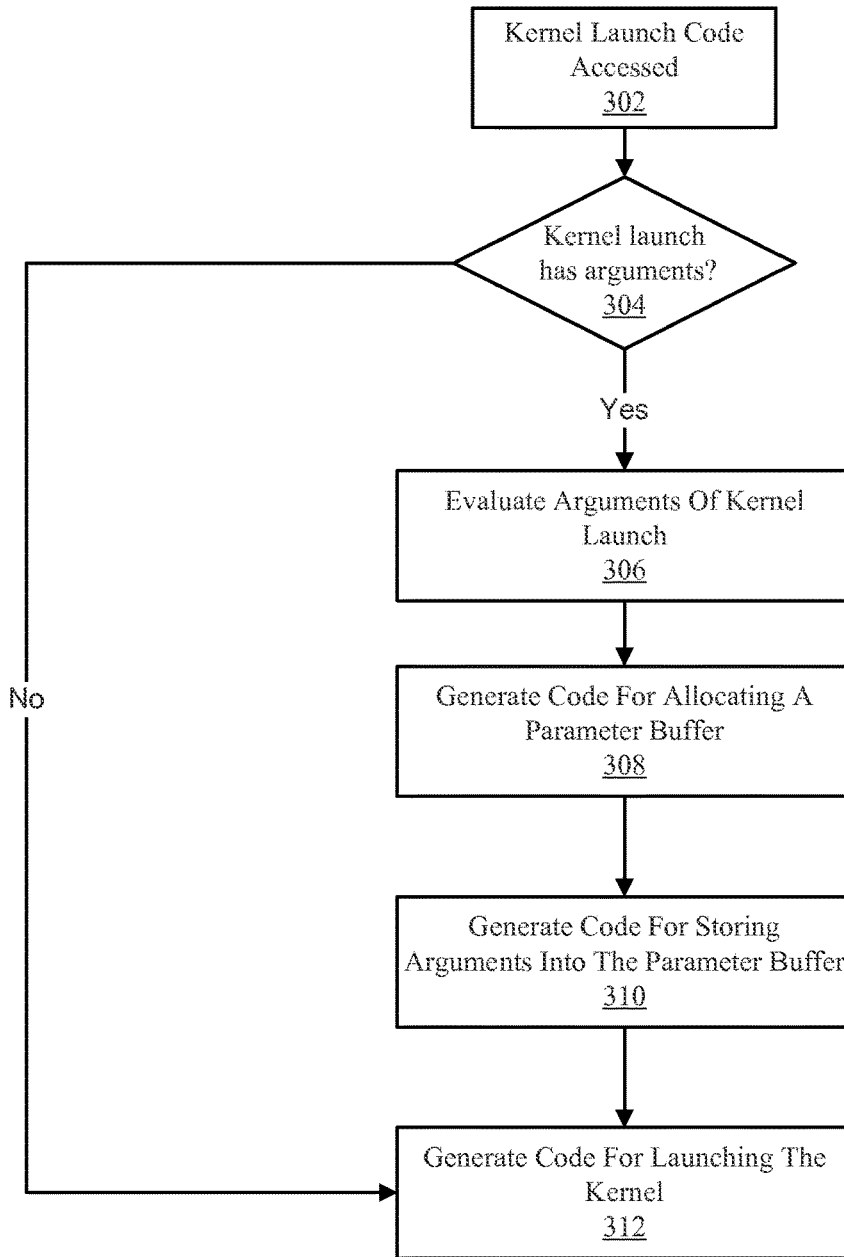 Kernel Launch Code
Accessed
302
Kernel launch
has arguments?
304
Yes
Evaluate Arguments Of Kernel
Launch
306
No
Generate Code For Allocating A
Parameter Buffer
308
Generate Code For Storing
Arguments Into The Parameter Buffer
310
Generate Code For Launching The
Kernel
312